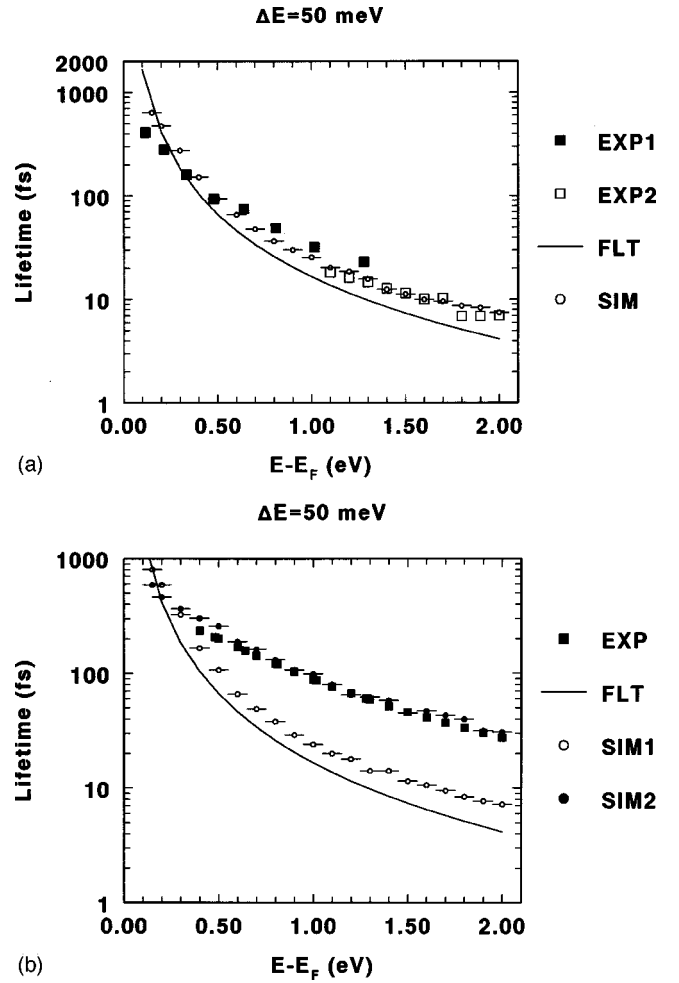 ΔE=50 meV
2000
1000
100
10
1
Lifetime (fs)
0.00 0.50 1.00 1.50 2.00
E-E_F (eV)
EXP1
EXP2
FLT
SIM
(a)
ΔE=50 meV
1000
100
10
1
Lifetime (fs)
0.00 0.50 1.00 1.50 2.00
E-E_F (eV)
EXP
FLT
SIM1
SIM2
(b)